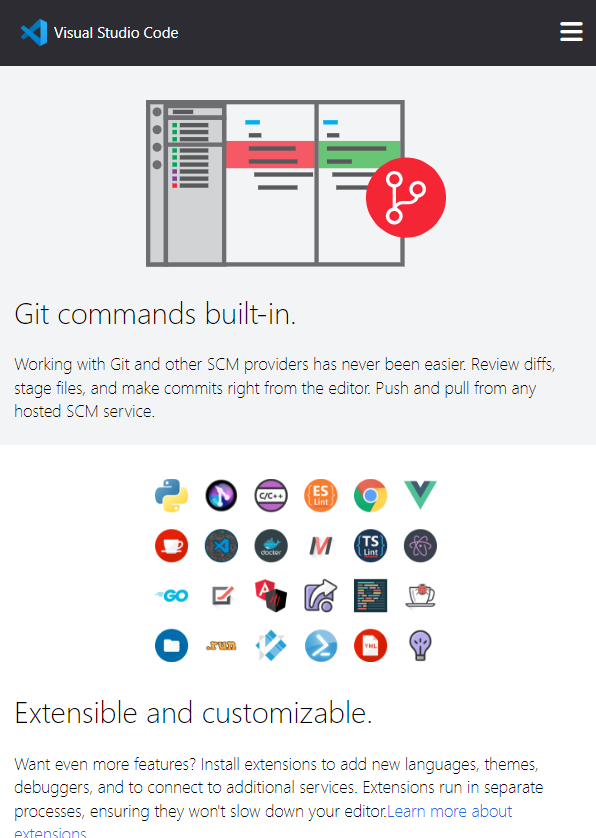 Visual Studio Code
Git commands built-in.
Working with Git and other SCM providers has never been easier. Review diffs,
stage files, and make commits right from the editor. Push and pull from any
hosted SCM service.
C/C++
ES
Lint
docker
TS
Lint
GO
A
.run
YML
Extensible and customizable.
Want even more features? Install extensions to add new languages, themes,
debuggers, and to connect to additional services. Extensions run in separate
processes, ensuring they won't slow down your editor.Learn more about
extensions.